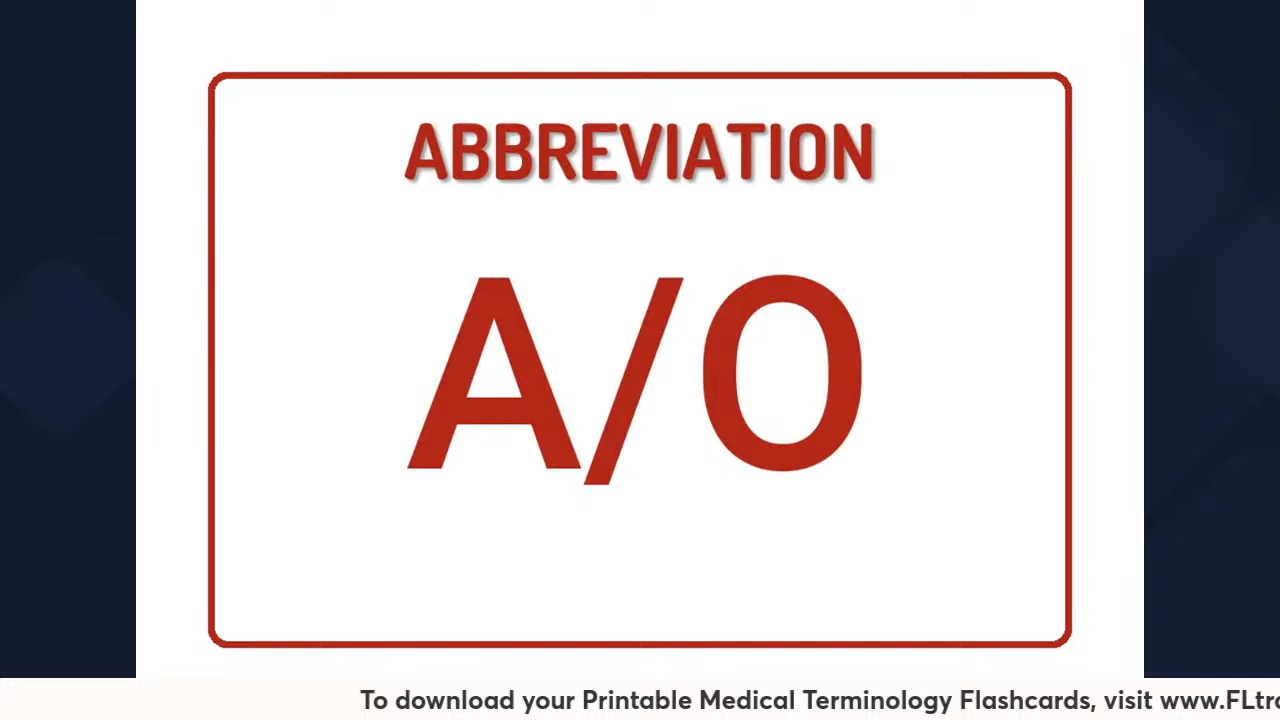 ABBREVIATION
A/O
To download your Printable Medical Terminology Flashcards, visit